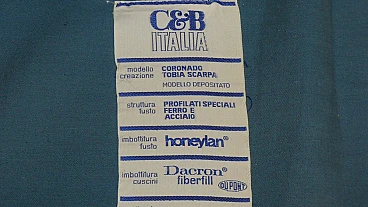 C&B
ITALIA
modello CORONADO
creazione TOBIA SCARPA
MODELLO DEPOSITATO
struttura PROFILATI SPECIALI
fusto FERRO E
ACCIAIO
imbottitura
fusto honeylan®
imbottitura Dacron®
cuscini fiberfill DUPONT